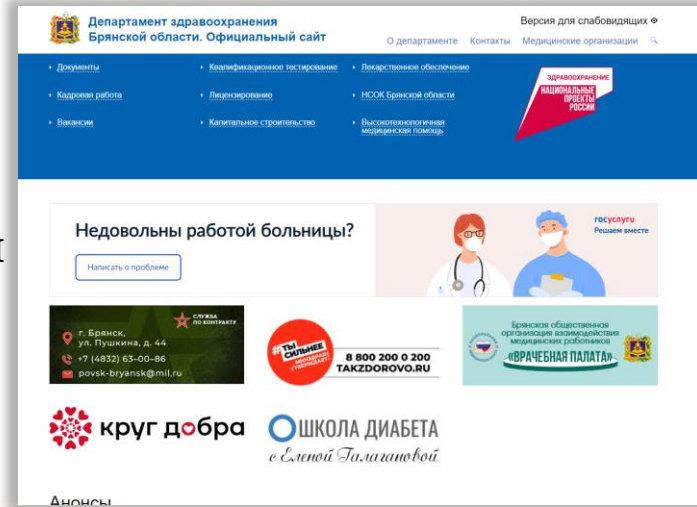 Департамент здравоохранения
Брянской области. Официальный сайт
Версия для слабовидящих
О департаменте Контакты Медицинские организации
Документы
Кадровая работа
Вакансии
Квалификационное тестирование
Лицензирование
Капитальное строительство
Лекарственное обеспечение
НСОК Брянской области
Высокотехнологичная
медицинская помощь
ЗДРАВООХРАНЕНИЕ
НАЦИОНАЛЬНЫЕ
ПРОЕКТЫ
РОССИИ
Недовольны работой больницы?
Написать о проблеме
госуслуги
Решаем вместе
СЛУЖБА
ПО КОНТРАКТУ
г. Брянск,
ул. Пушкина, д. 44
+7 (4832) 63-00-86
povsk-bryansk@mil.ru
#ТЫ
СИЛЬНЕЕ
МИНЗДРАВ
УТВЕРЖДАЕТ!
8 800 200 0 200
TAKZDOROVO.RU
Брянская общественная
организация взаимодействия
медицинских работников
«ВРАЧЕБНАЯ ПАЛАТА»
круг добра
ШКОЛА ДИАБЕТА
с Еленой Талагановой
Анонсы